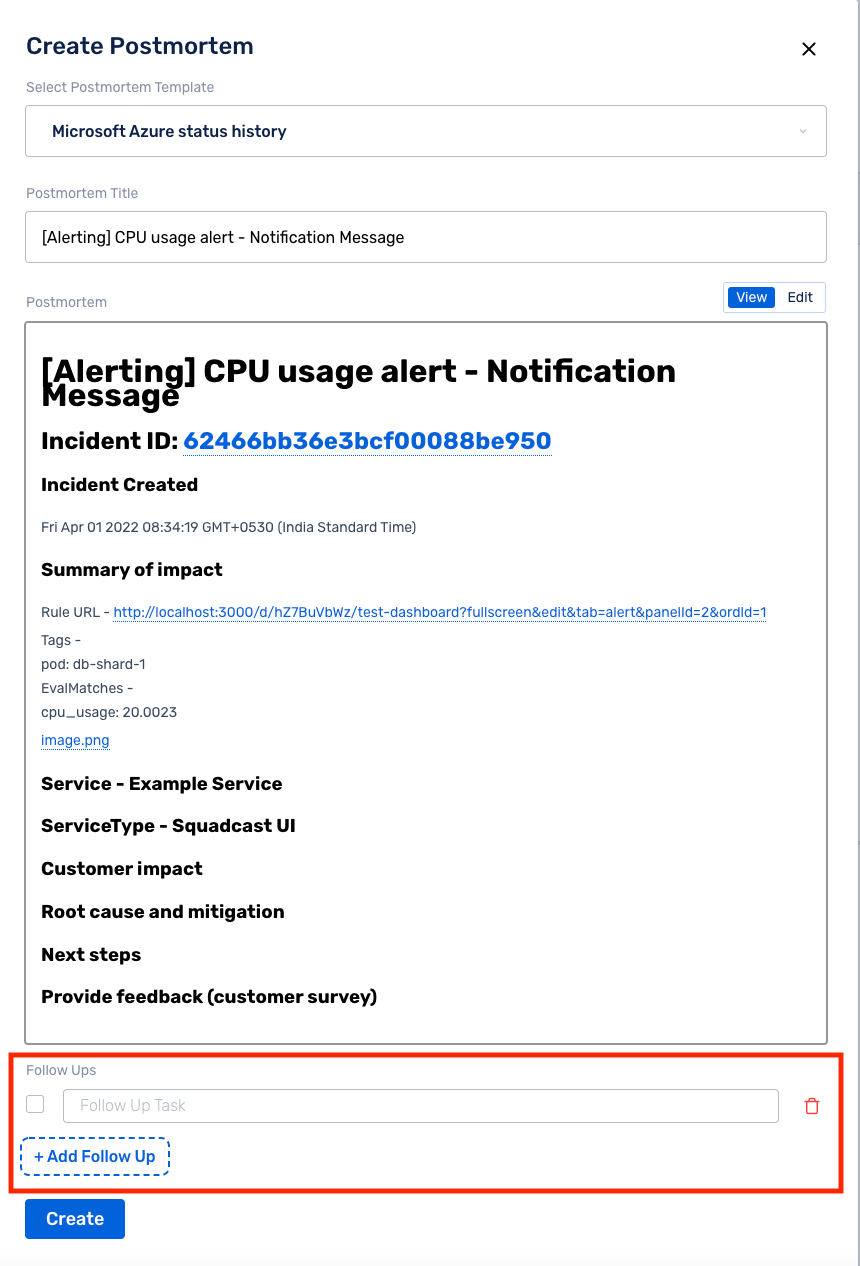 Create Postmortem
Select Postmortem Template
Microsoft Azure status history
Postmortem Title
[Alerting] CPU usage alert - Notification Message
Postmortem
View Edit
[Alerting] CPU usage alert - Notification
Message
Incident ID: 62466bb36e3bcf00088be950
Incident Created
Fri Apr 01 2022 08:34:19 GMT+0530 (India Standard Time)
Summary of impact
Rule URL - http://localhost:3000/d/hZ7BuVbWz/test-dashboard?fullscreen&edit&tab=alert&panelId=2&ordId=1
Tags -
pod: db-shard-1
EvalMatches -
cpu_usage: 20.0023
image.png
Service - Example Service
ServiceType - Squadcast UI
Customer impact
Root cause and mitigation
Next steps
Provide feedback (customer survey)
Follow Ups
Follow Up Task
+ Add Follow Up
Create